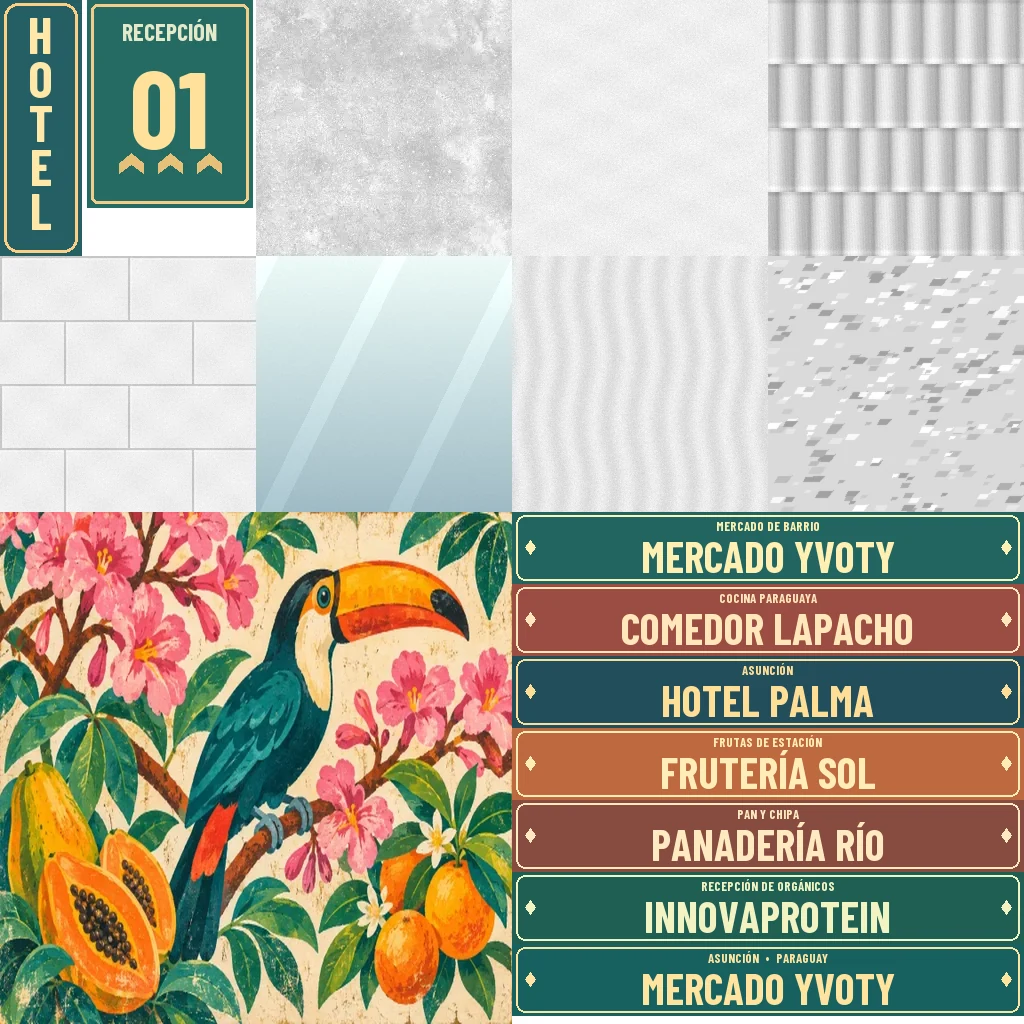 HOTEL
RECEPCIÓN
01
MERCADO DE BARRIO
MERCADO YVOTY
COCINA PARAGUAYA
COMEDOR LAPACHO
ASUNCIÓN
HOTEL PALMA
FRUTAS DE ESTACIÓN
FRUTERÍA SOL
PAN Y CHIPA
PANADERÍA RÍO
RECEPCIÓN DE ORGÁNICOS
INNOVAPROTEIN
ASUNCIÓN • PARAGUAY
MERCADO YVOTY